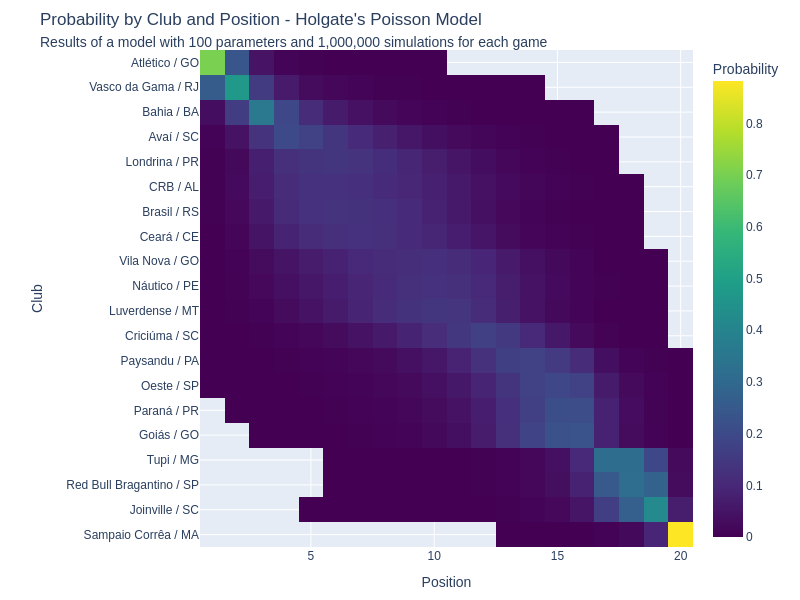 Probability by Club and Position - Holgate's Poisson Model
Results of a model with 100 parameters and 1,000,000 simulations for each game
Probability
Club
Atlético / GO
Vasco da Gama / RJ
Bahia / BA
Avaí / SC
Londrina / PR
CRB / AL
Brasil / RS
Ceará / CE
Vila Nova / GO
Náutico / PE
Luverdense / MT
Criciúma / SC
Paysandu / PA
Oeste / SP
Paraná / PR
Goiás / GO
Tupi / MG
Red Bull Bragantino / SP
Joinville / SC
Sampaio Corrêa / MA
0.8
0.7
0.6
0.5
0.4
0.3
0.2
0.1
0
5
10
15
20
Position